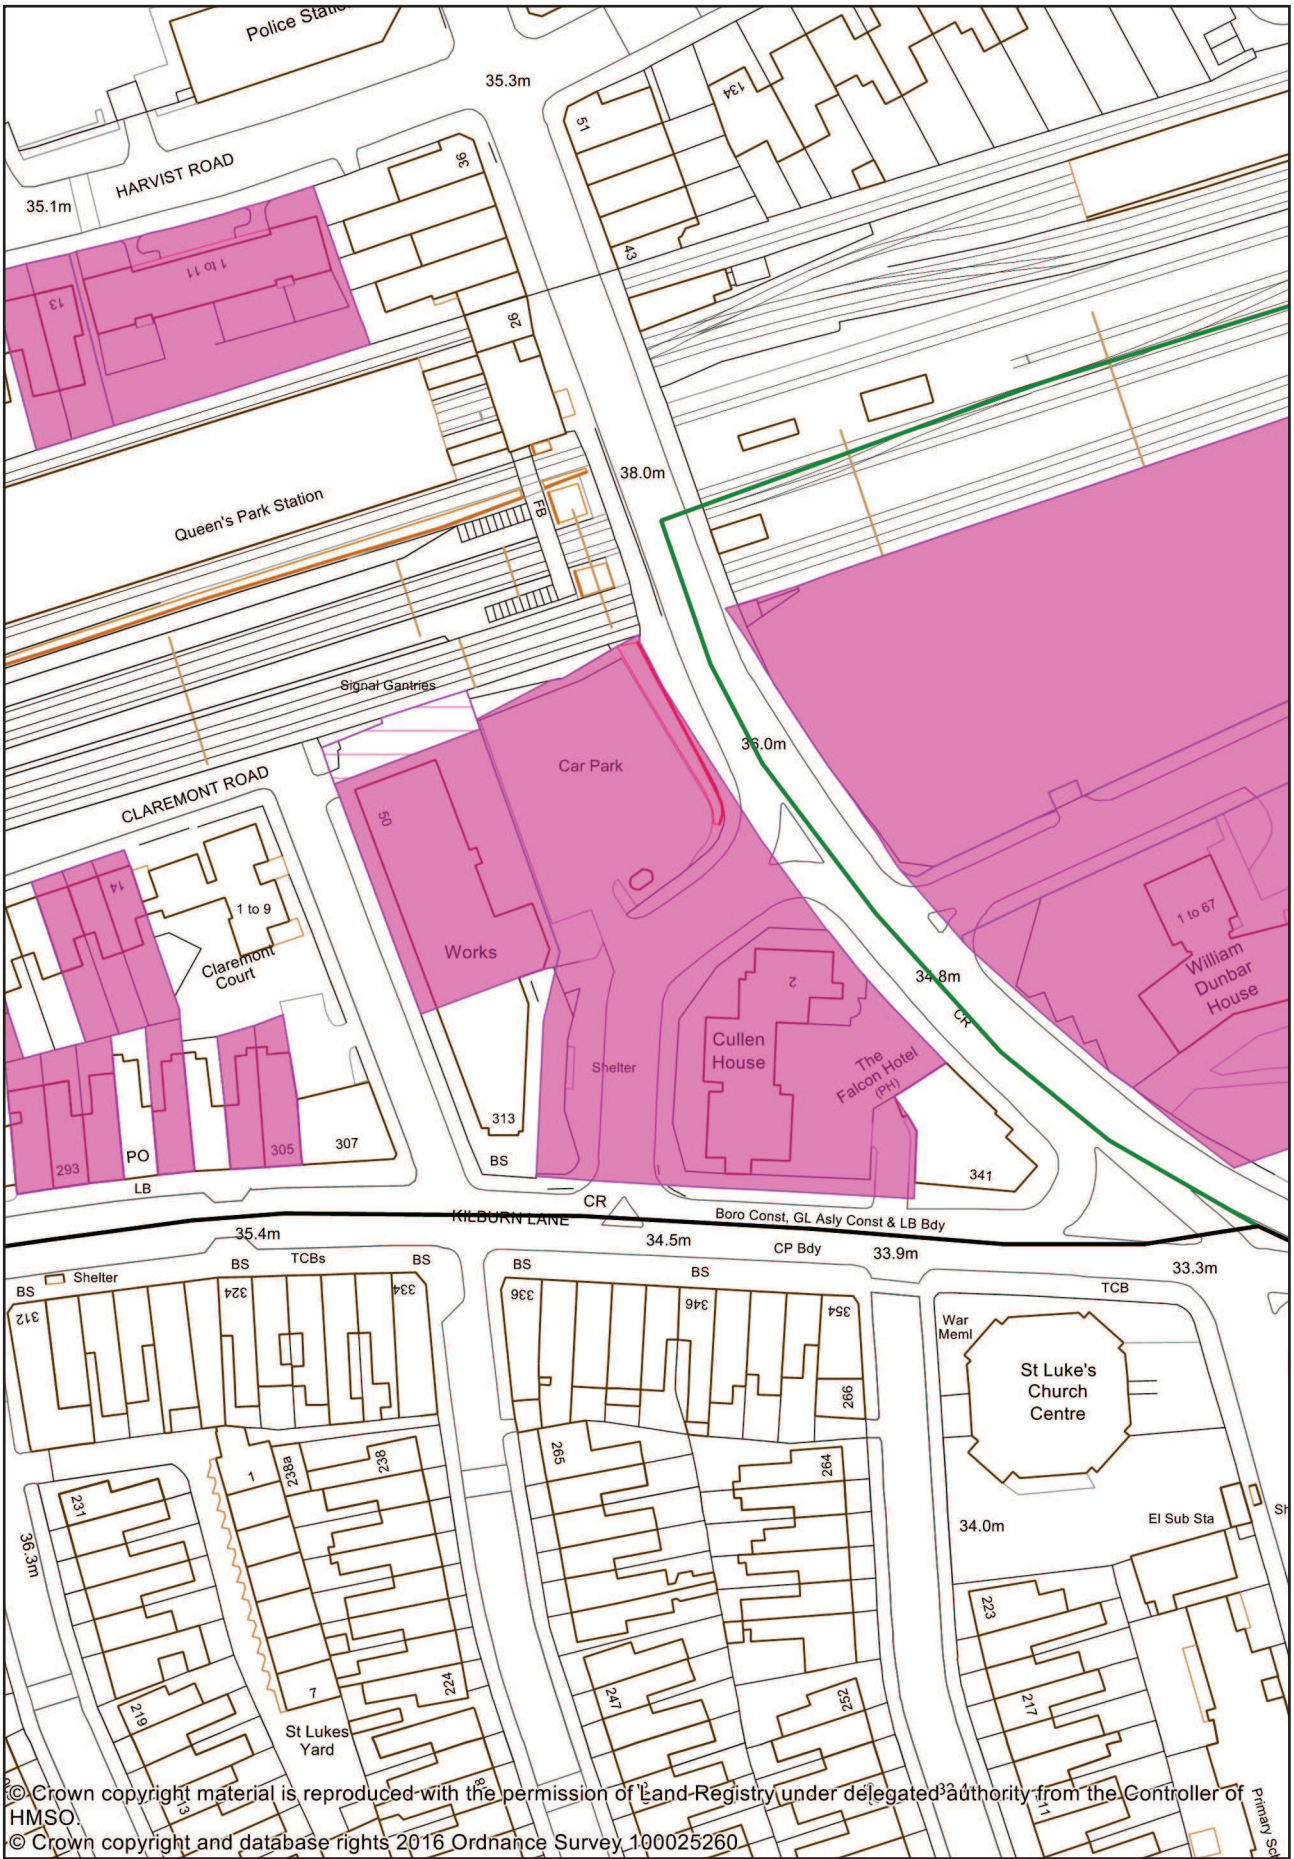 Police Statio
35.3m
51
134
HARVIST ROAD
36
35.1m
43
1 to 11
13
26
38.0m
Queen's Park Station
FB
Signal Gantries
36.0m
Car Park
CLAREMONT ROAD
50
14
1 to 9
Claremont
Court
Works
1 to 67
William
Dunbar
House
2
34.8m
CR
Cullen
House
The
Falcon Hotel
(PH)
Shelter
313
307
305
PO
293
BS
341
LB
CR
KILBURN LANE
Boro Const, GL Asly Const & LB Bdy
35.4m
34.5m
CP Bdy
33.9m
33.3m
BS
TCBs
BS
BS
BS
Shelter
BS
TCB
312
324
334
336
346
354
War
Meml
St Luke's
Church
Centre
266
265
264
238
238a
1
231
36.3m
34.0m
El Sub Sta
Sh
223
224
7
247
252
217
219
St Lukes
Yard
© Crown copyright material is reproduced with the permission of Land Registry under delegated authority from the Controller of
HMSO.
© Crown copyright and database rights 2016 Ordnance Survey 100025260
Primary Sch